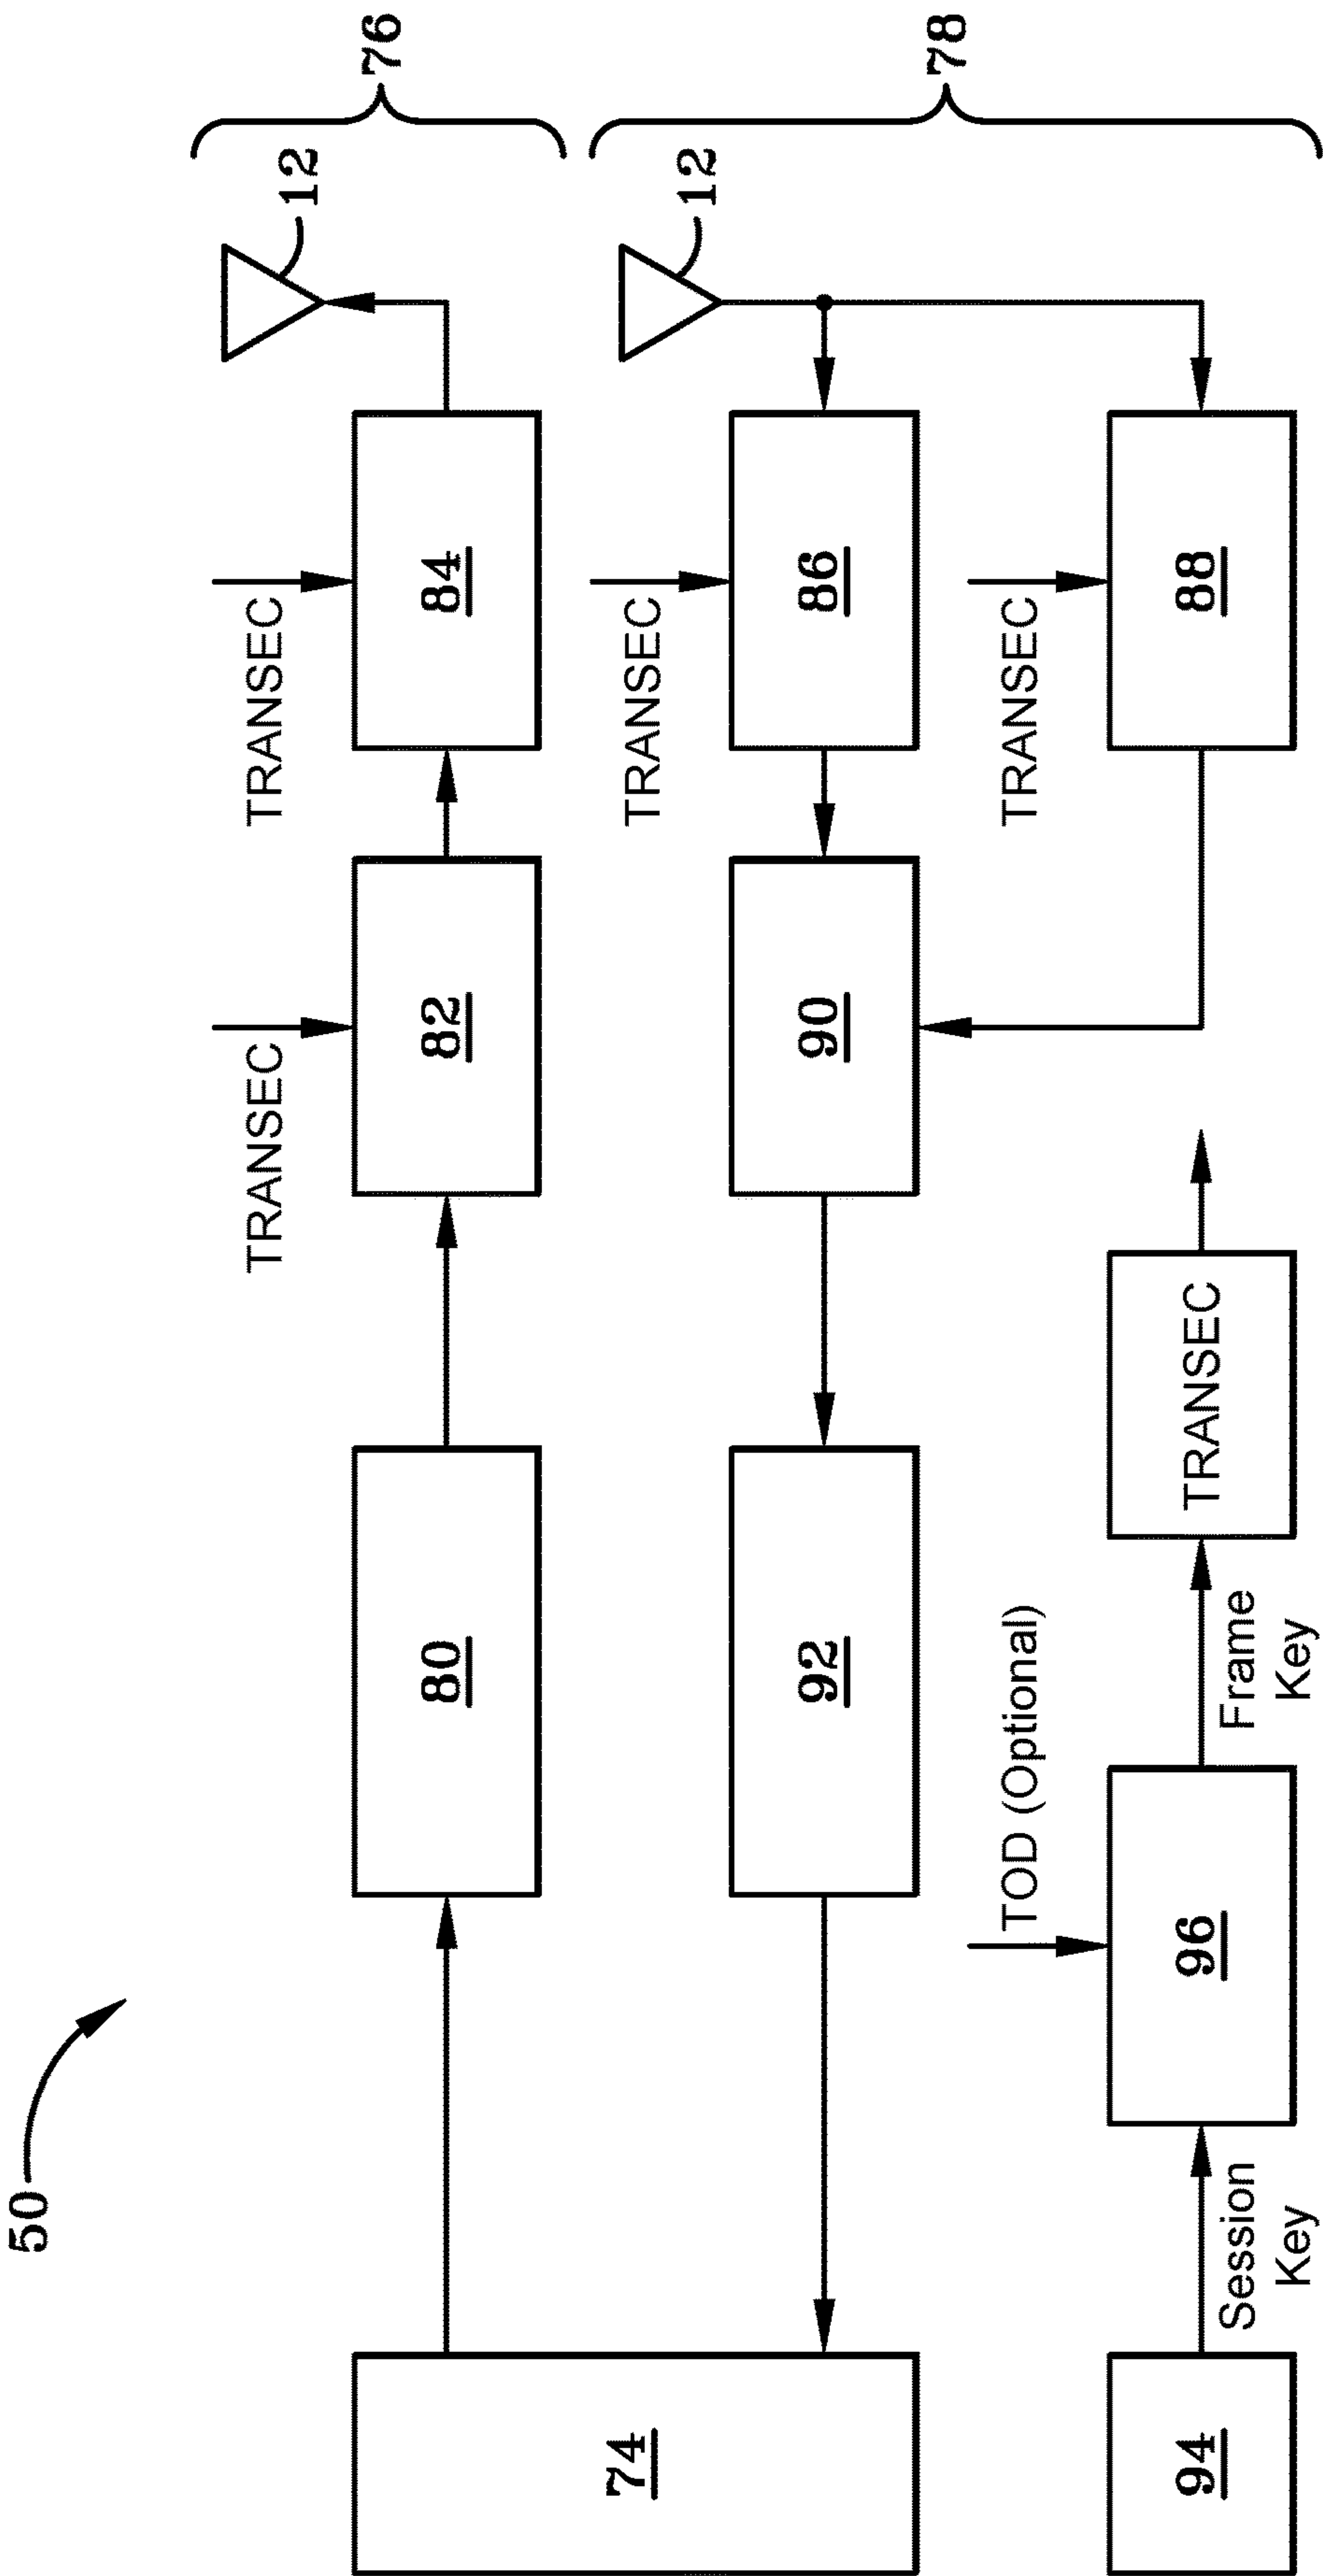 50
76
12
TRANSEC
TRANSEC
80
82
84
78
12
TRANSEC
74
92
90
86
TRANSEC
TOD (Optional)
94
Session
Key
96
Frame
Key
TRANSEC
88